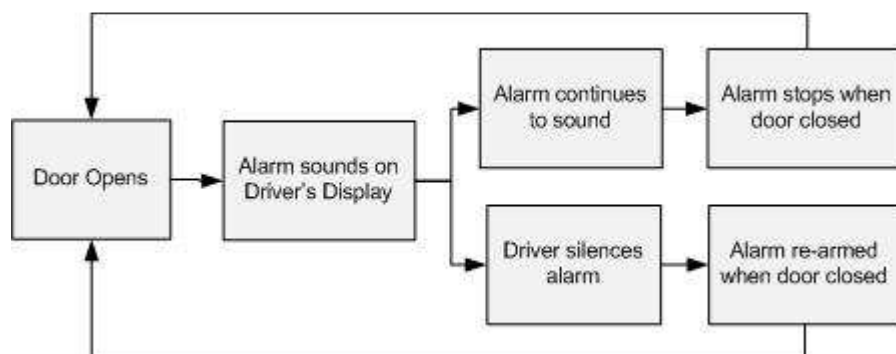 Door Opens
Alarm sounds on
Driver's Display
Alarm continues
to sound
Alarm stops when
door closed
Driver silences
alarm
Alarm re-armed
when door closed